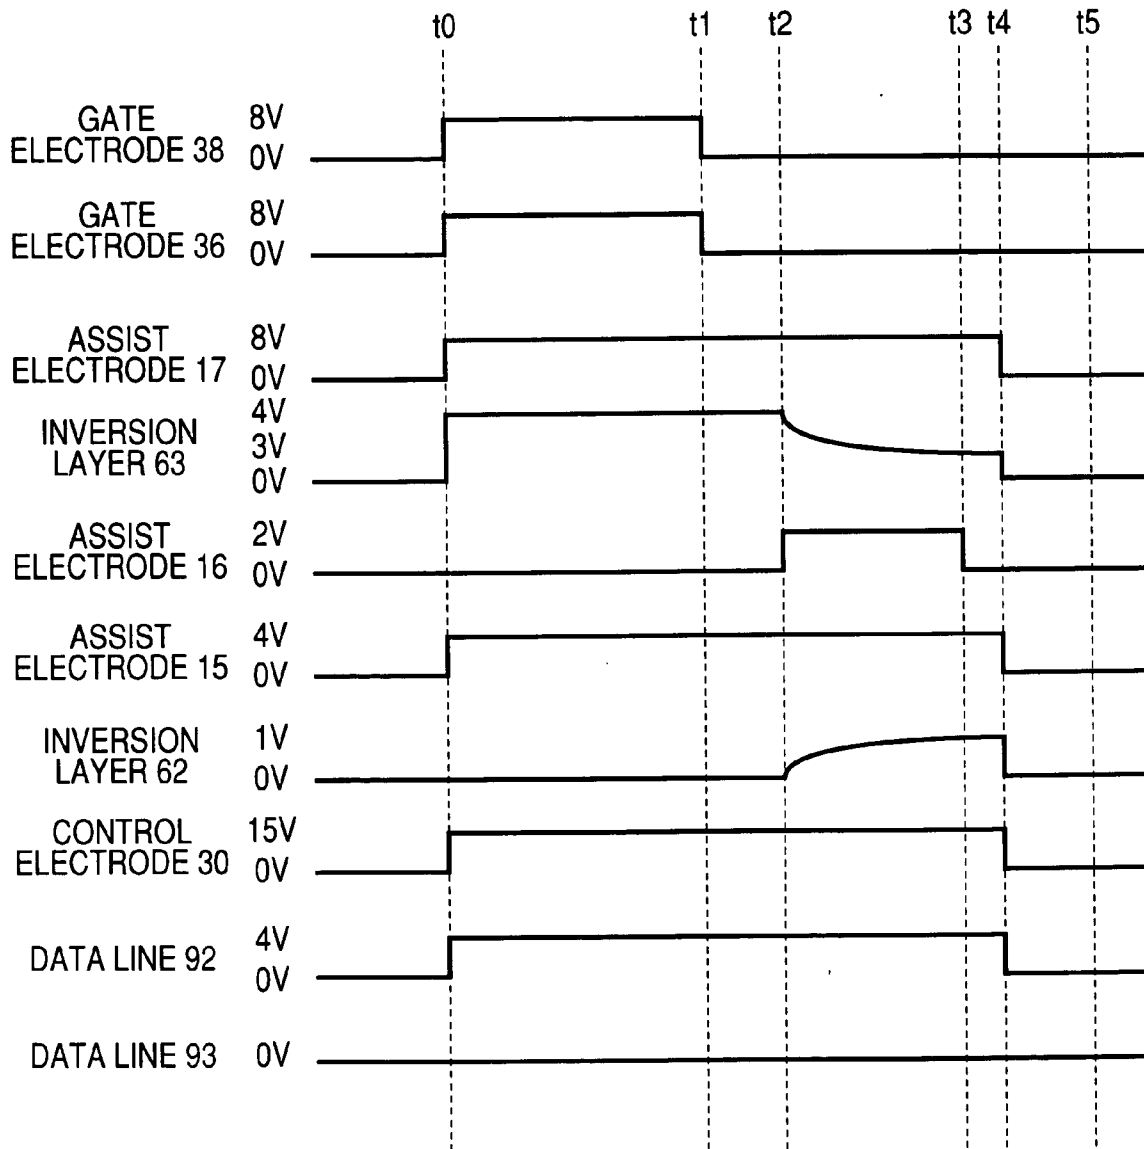 t0 t1 t2 t3 t4 t5
GATE
ELECTRODE 38
8V
0V
GATE
ELECTRODE 36
8V
0V
ASSIST
ELECTRODE 17
8V
0V
INVERSION
LAYER 63
4V
3V
0V
ASSIST
ELECTRODE 16
2V
0V
ASSIST
ELECTRODE 15
4V
0V
INVERSION
LAYER 62
1V
0V
CONTROL
ELECTRODE 30
15V
0V
DATA LINE 92
4V
0V
DATA LINE 93
0V